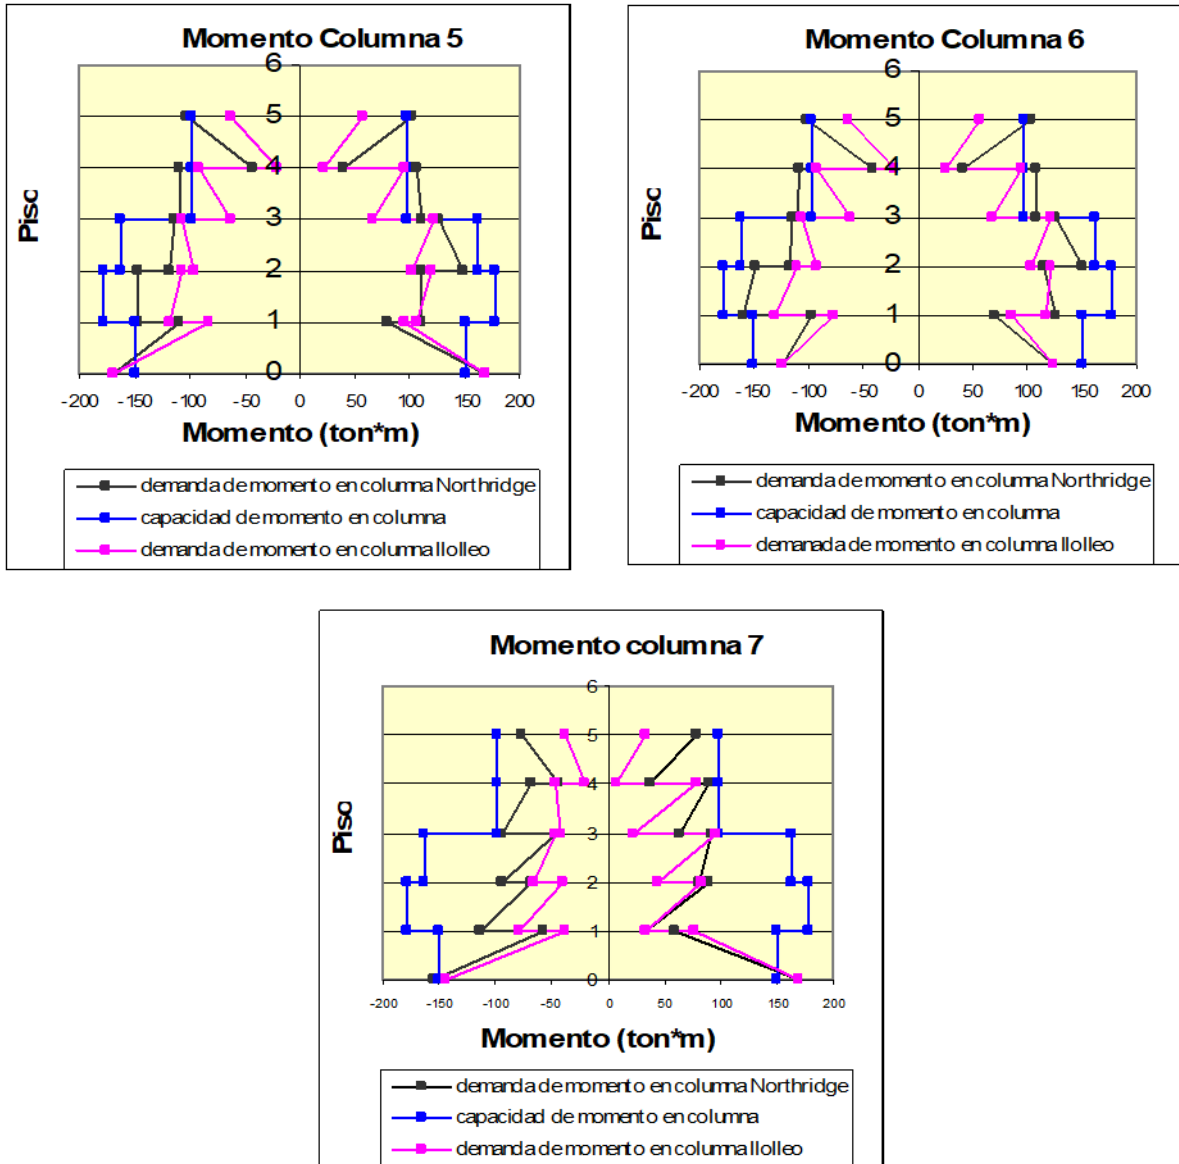 Momento Columna 5
6
5
4
3
2
1
0
Pisc
-200 -150 -100 -50 0 50 100 150 200
Momento (ton*m)
demanda de momento en columna Northridge
capacidad de momento en columna
demanda de momento en columna llolleo
Momento Columna 6
6
5
4
3
2
1
0
Pisc
-200 -150 -100 -50 0 50 100 150 200
Momento (ton*m)
demanda de momento en columna Northridge
capacidad de momento en columna
demanada de momento en columna llolleo
Momento columna 7
6
5
4
3
2
1
0
Pisc
-200 -150 -100 -50 0 50 100 150 200
Momento (ton*m)
demanda de momento en columna Northridge
capacidad de momento en columna
demanda de momento en columna llolleo